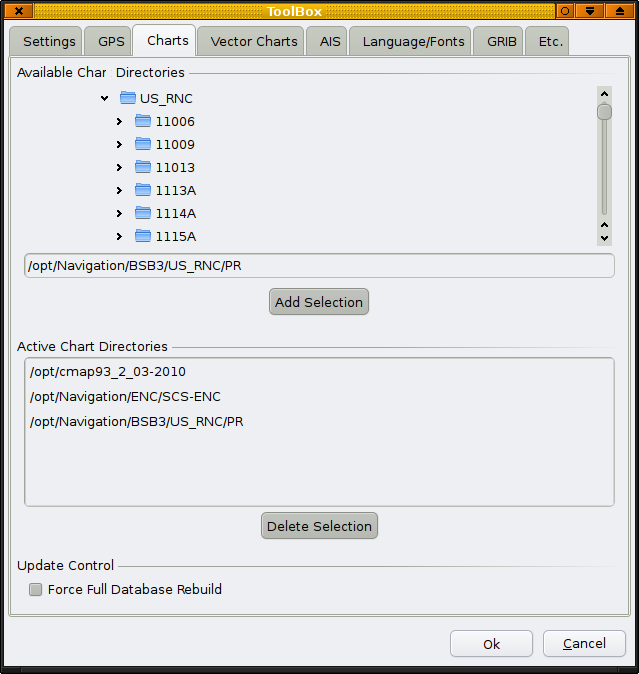 ToolBox
Settings GPS Charts Vector Charts AIS Language/Fonts GRIB Etc.
Available Char Directories
US_RNC
11006
11009
11013
1113A
1114A
1115A
/opt/Navigation/BSB3/US_RNC/PR
Add Selection
Active Chart Directories
/opt/cmap93_2_03-2010
/opt/Navigation/ENC/SCS-ENC
/opt/Navigation/BSB3/US_RNC/PR
Delete Selection
Update Control
Force Full Database Rebuild
Ok Cancel